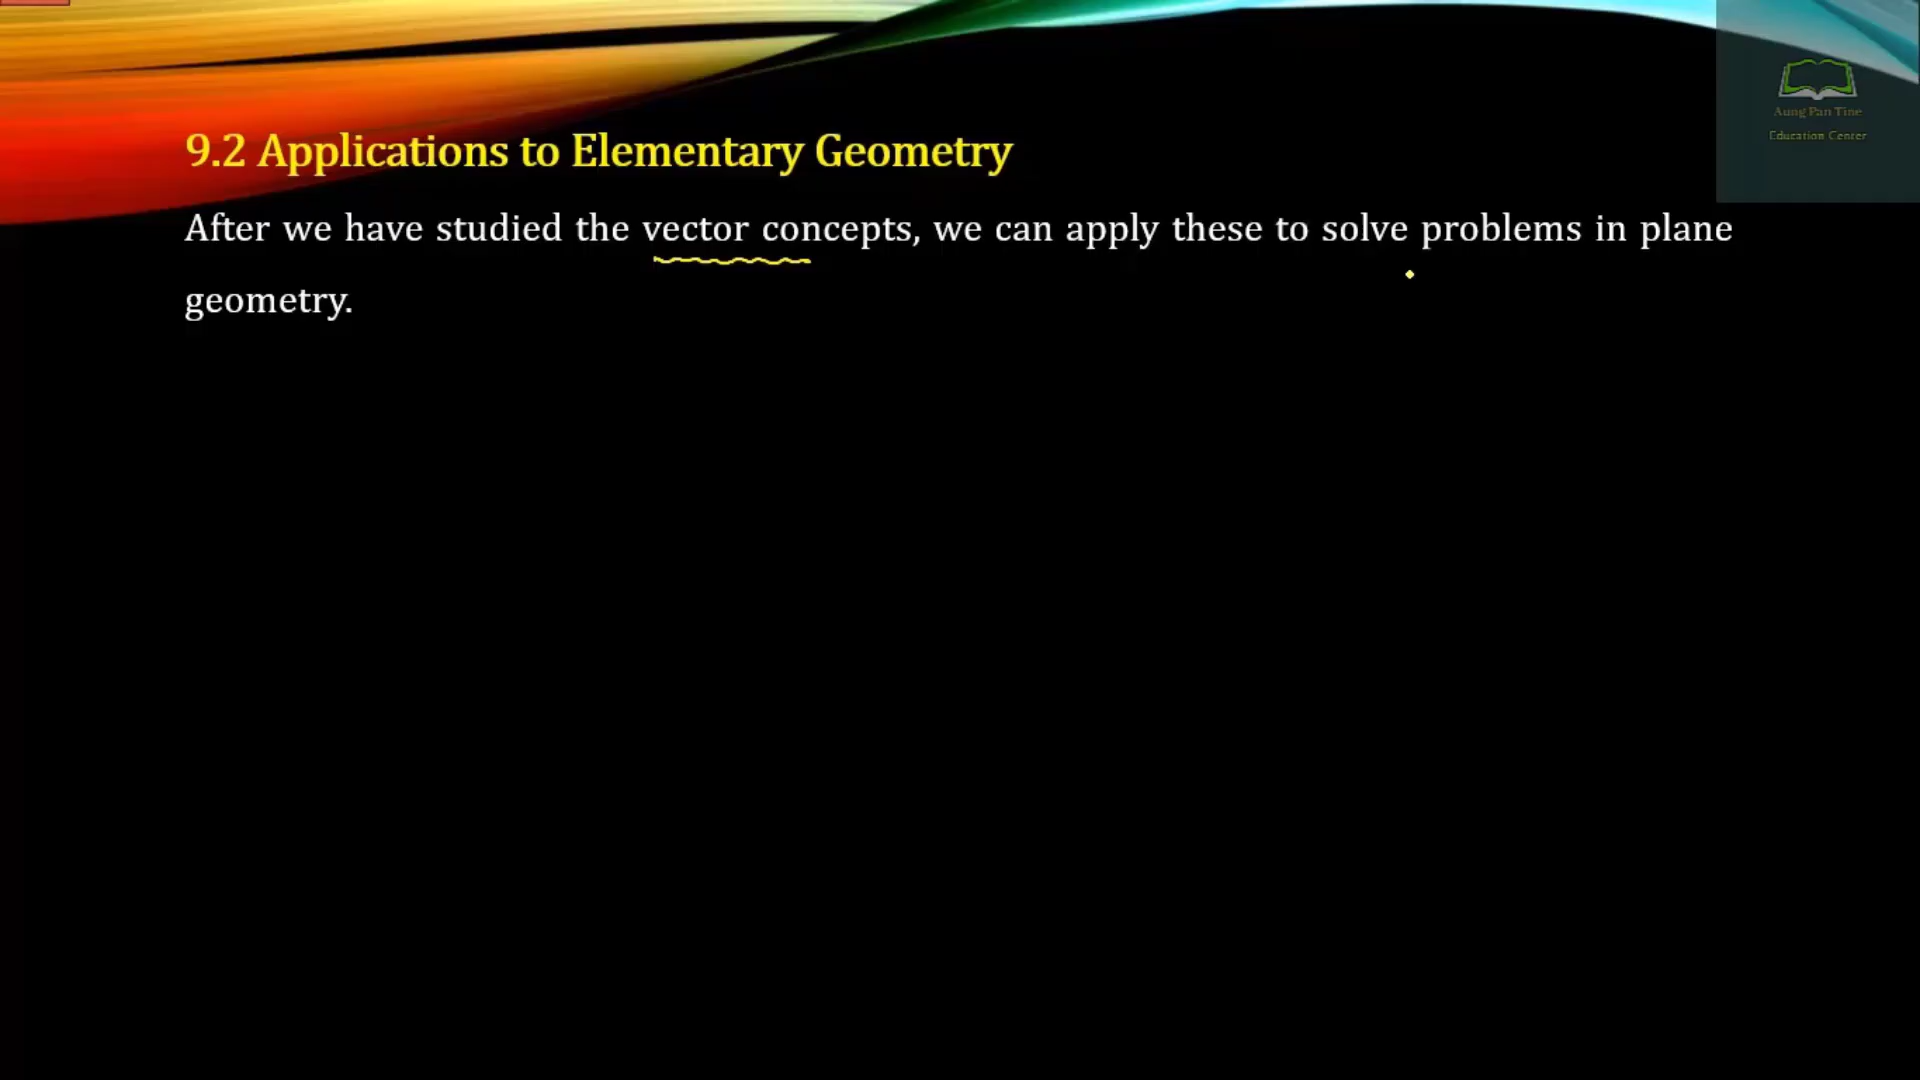 Aung Pan Tine
Education Center
9.2 Applications to Elementary Geometry
After we have studied the vector concepts, we can apply these to solve problems in plane
geometry.